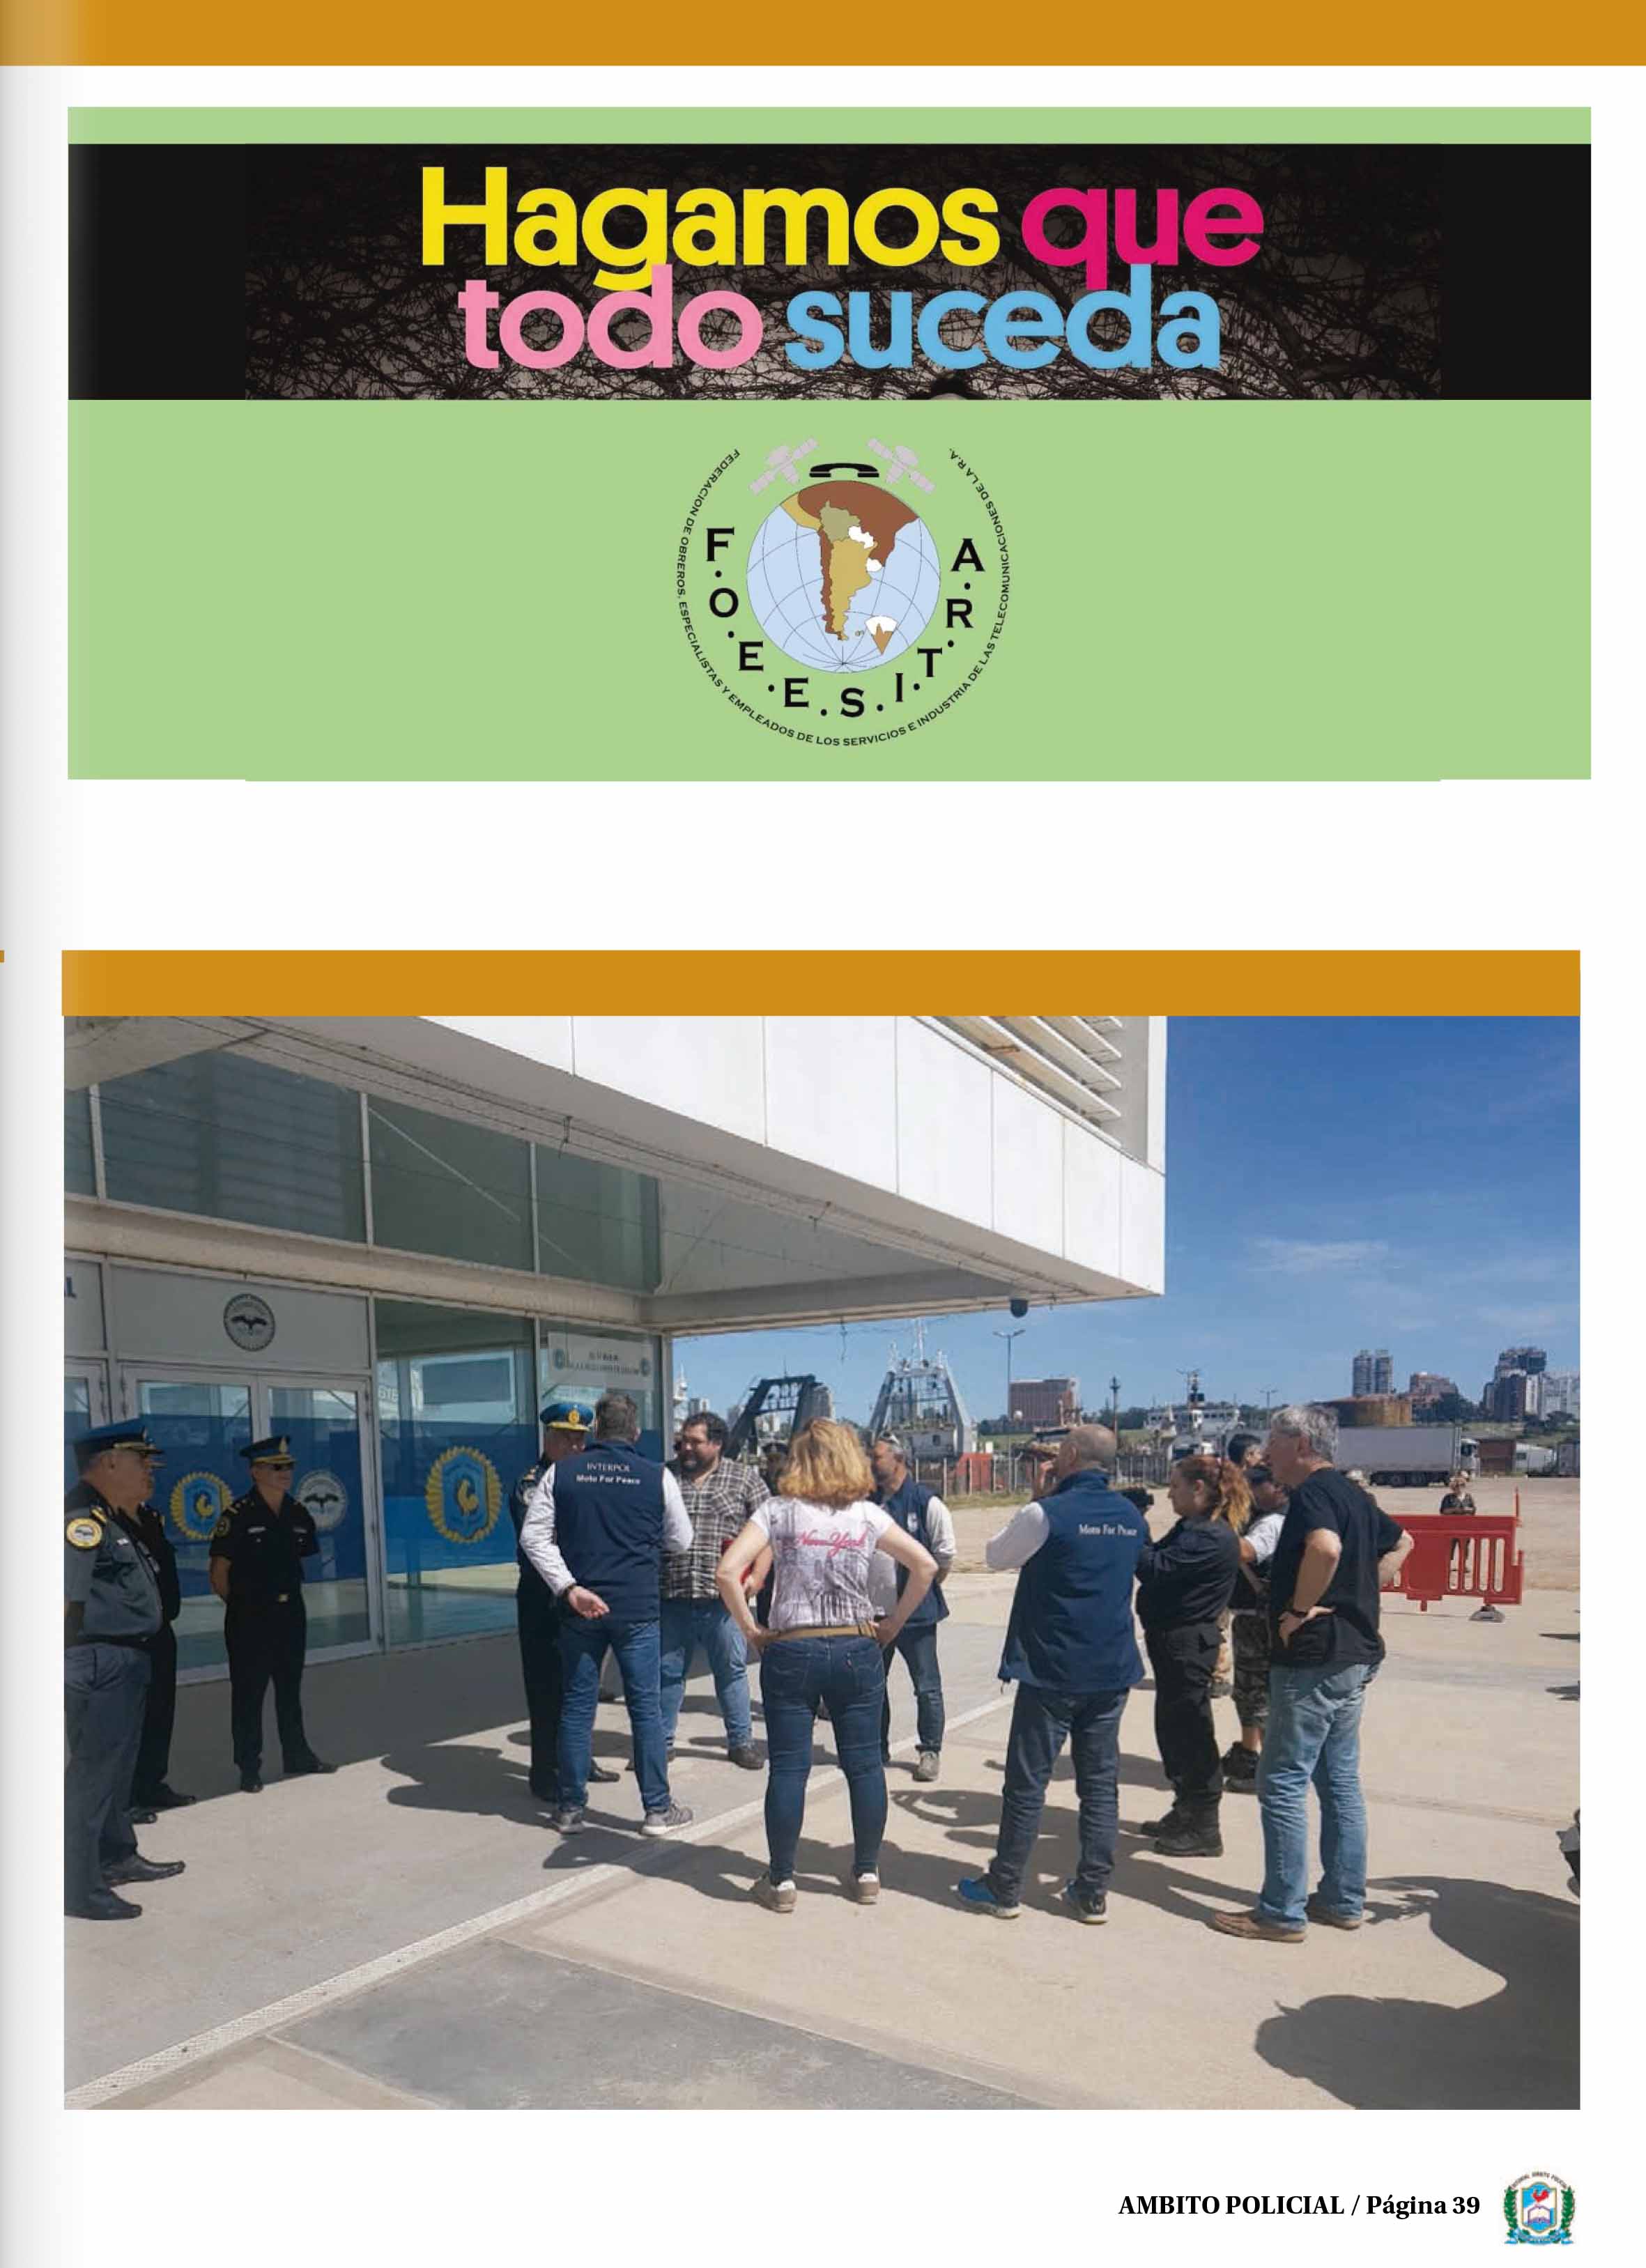 Hagamos que
todo suceda
FEDERACION DE OBREROS, ESPECIALISTAS Y EMPLEADOS DE LOS SERVICIOS E INDUSTRIA DE LAS TELECOMUNICACIONES DE LA R.A.
F.O.E.E.S.I.T.R.A
INTERPOL
Moto For Peace
New York
Moto For Peace
AMBITO POLICIAL / Página 39